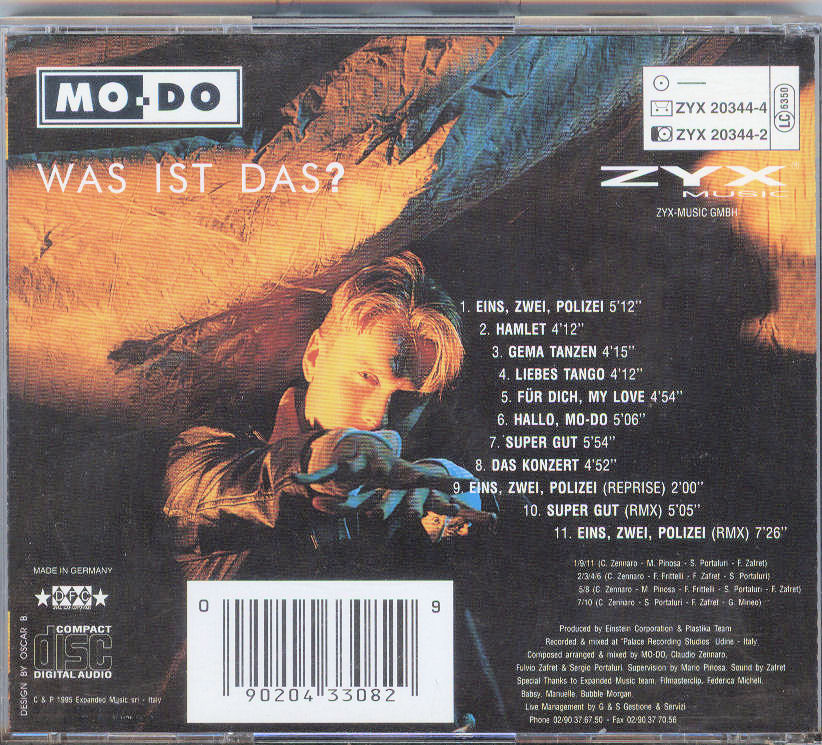 MO-DO
WAS IST DAS?
ZYX 20344-4
ZYX 20344-2
LC 6350
ZYX
MUSIC
ZYX-MUSIC GMBH
1. EINS, ZWEI, POLIZEI 5'12"
2. HAMLET 4'12"
3. GEMA TANZEN 4'15"
4. LIEBES TANGO 4'12"
5. FÜR DICH, MY LOVE 4'54"
6. HALLO, MO-DO 5'06"
7. SUPER GUT 5'54"
8. DAS KONZERT 4'52"
9. EINS, ZWEI, POLIZEI (REPRISE) 2'00"
10. SUPER GUT (RMX) 5'05"
11. EINS, ZWEI, POLIZEI (RMX) 7'26"
1/9/11 (C. Zennaro - M. Pinosa - S. Portaluri - F. Zafret)
2/3/4/6 (C. Zennaro - F. Frittelli - F. Zafret - S. Portaluri)
5/8 (C. Zennaro - M. Pinosa - F. Frittelli - S. Portaluri - F. Zafret)
7/10 (C. Zennaro - S. Portaluri - F. Zafret - G. Mineo)
Produced by Einstein Corporation & Plastika Team
Recorded & mixed at "Palace Recording Studios" Udine - Italy.
Composed arranged & mixed by MO-DO, Claudio Zennaro,
Fulvio Zafret & Sergio Portaluri. Supervision by Mario Pinosa. Sound by Zafret
Special Thanks to Expanded Music team, Filmasterclip, Federica Micheli,
Babsy, Manuelle, Bubble Morgan.
Live Management by G & S Gestione & Servizi
Phone 02/90.37.67.50 - Fax 02/90 37 70 56
MADE IN GERMANY
DFC
COMPACT
disc
DIGITAL AUDIO
DESIGN BY OSCAR B.
C & P 1995 Expanded Music srl - Italy
0 90204 33082 9